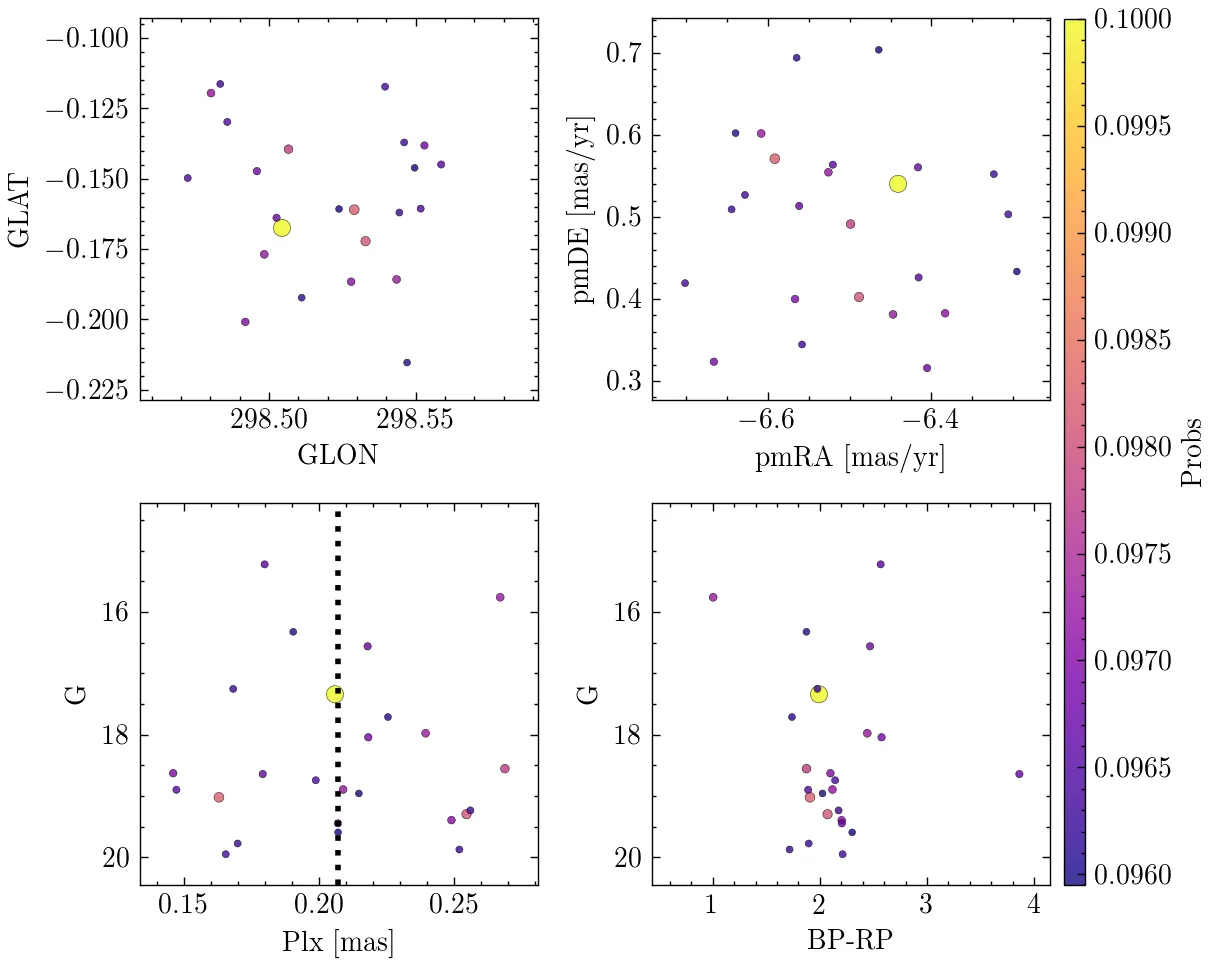 −0.100
−0.125
−0.150
−0.175
−0.200
−0.225
GLAT
298.50 298.55
GLON
0.7
0.6
0.5
0.4
0.3
pmDE [mas/yr]
−6.6 −6.4
pmRA [mas/yr]
16
18
20
G
0.15 0.20 0.25
Plx [mas]
G
16
18
20
1 2 3 4
BP-RP
0.1000
0.0995
0.0990
0.0985
0.0980
0.0975
0.0970
0.0965
0.0960
Probs